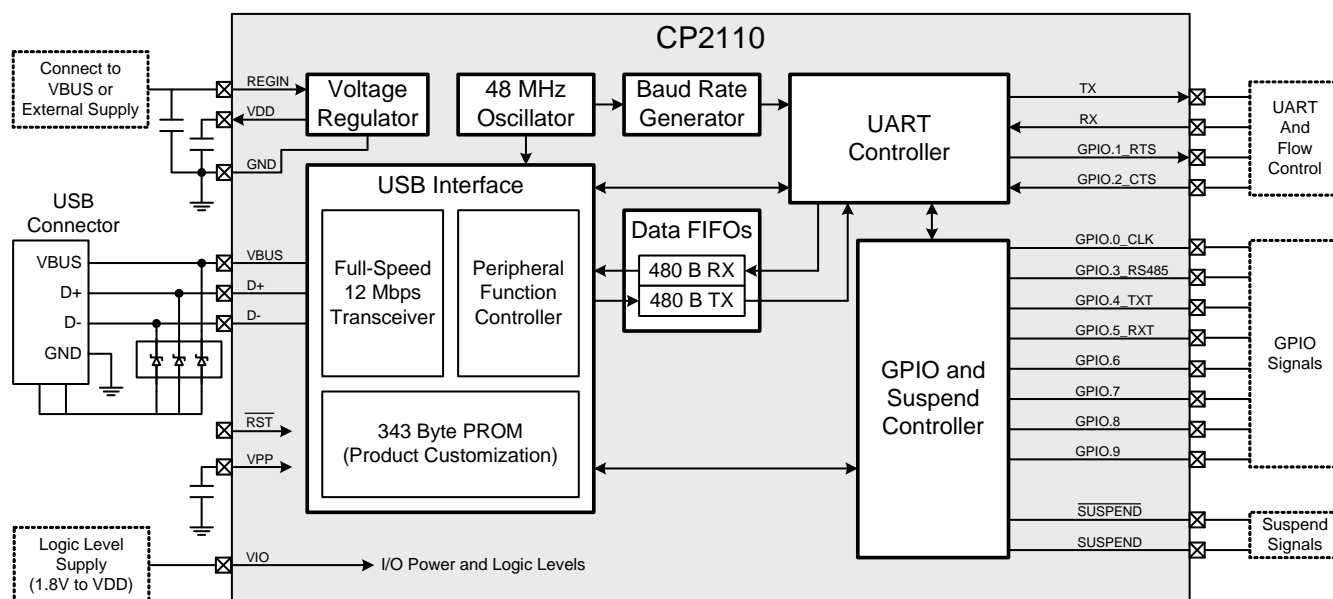 CP2110
Connect to
VBUS or
External Supply
REGIN
VDD
GND
Voltage
Regulator
48 MHz
Oscillator
Baud Rate
Generator
UART
Controller
TX
RX
GPIO.1_RTS
GPIO.2_CTS
UART
And
Flow
Control
USB
Connector
VBUS
D+
D-
GND
VBUS
D+
D-
USB Interface
Full-Speed
12 Mbps
Transceiver
Peripheral
Function
Controller
343 Byte PROM
(Product Customization)
Data FIFOs
480 B RX
480 B TX
GPIO and
Suspend
Controller
GPIO.0_CLK
GPIO.3_RS485
GPIO.4_TXT
GPIO.5_RXT
GPIO.6
GPIO.7
GPIO.8
GPIO.9
GPIO
Signals
RST
VPP
SUSPEND
SUSPEND
Suspend
Signals
Logic Level
Supply
(1.8V to VDD)
VIO
I/O Power and Logic Levels